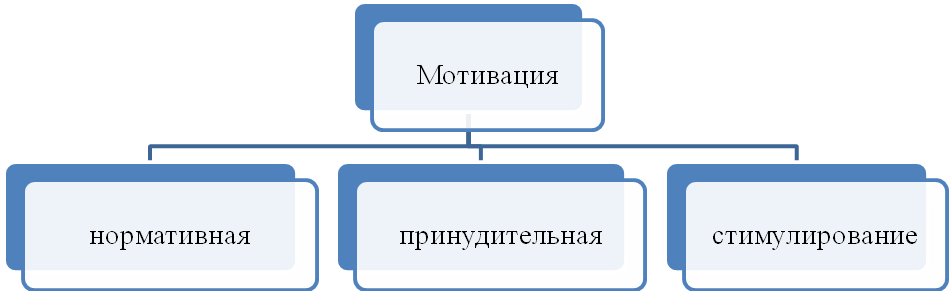 Мотивация
нормативная
принудительная
стимулирование